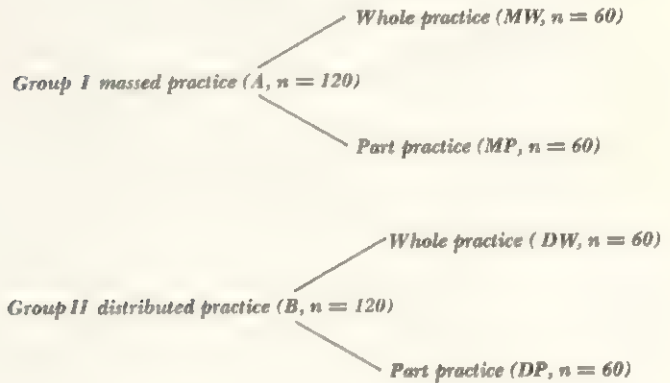 Whole practice (MW, n = 60)
Group I massed practice (A, n = 120)
Part practice (MP, n = 60)
Whole practice ( DW, n = 60)
Group II distributed practice (B, n = 120)
Part practice (DP, n = 60)